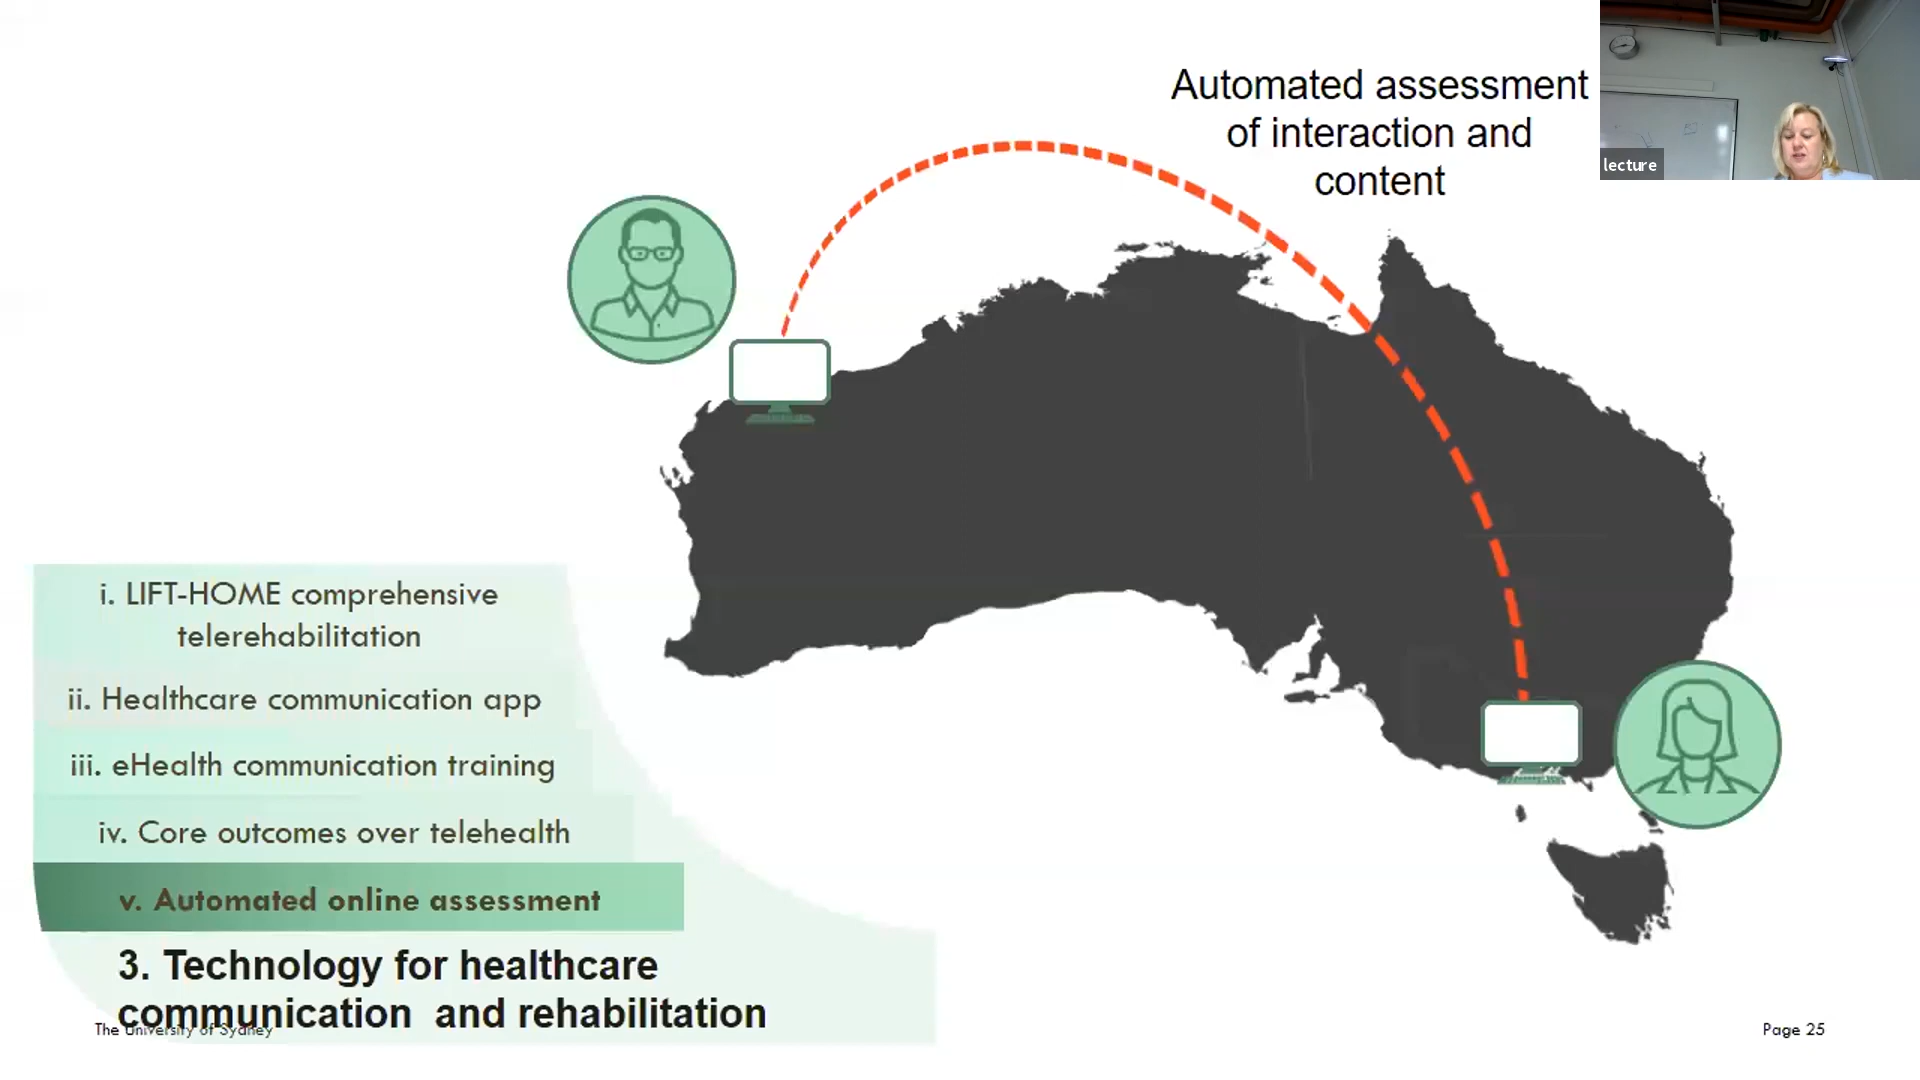 Automated assessment
of interaction and
content
lecture
i. LIFT-HOME comprehensive
telerehabilitation
ii. Healthcare communication app
iii. eHealth communication training
iv. Core outcomes over telehealth
v. Automated online assessment
3. Technology for healthcare
communication and rehabilitation
The University of Sydney
Page 25